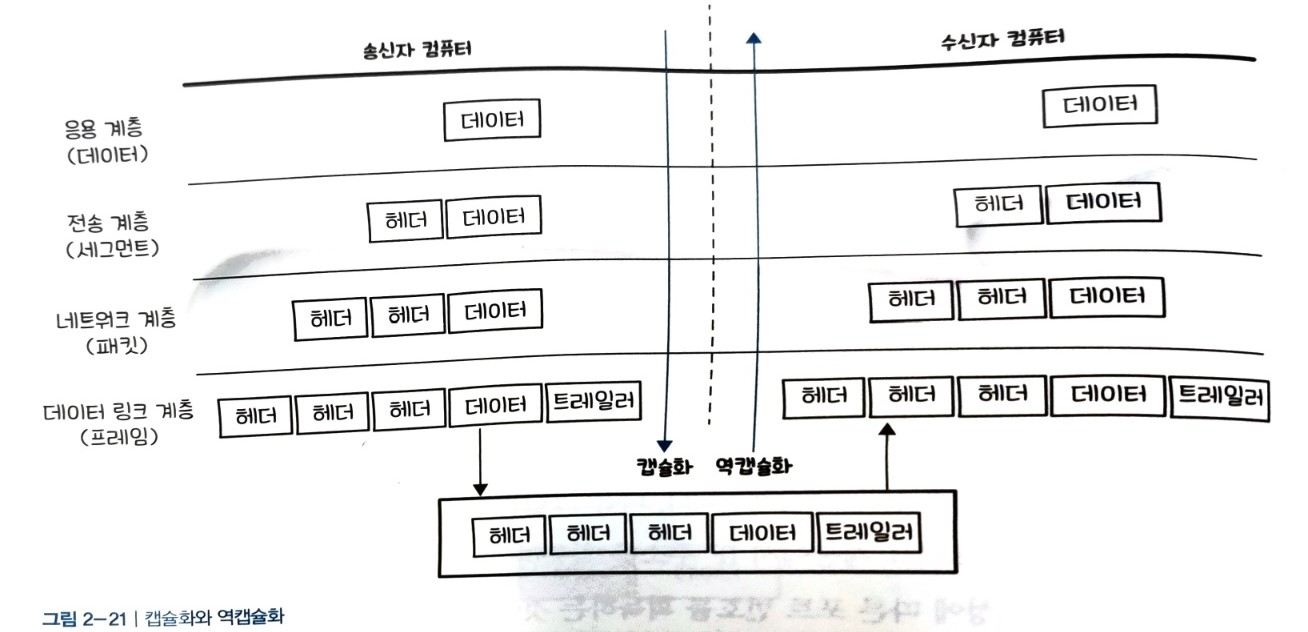 송신자 컴퓨터 수신자 컴퓨터
응용 계층 데이터 데이터
(데이터)
전송 계층 헤더 데이터 헤더 데이터
(세그먼트)
네트워크 계층 헤더 헤더 데이터 헤더 헤더 데이터
(패킷)
데이터 링크 계층 헤더 헤더 헤더 데이터 트레일러 헤더 헤더 헤더 데이터 트레일러
(프레임)
캡슐화 역캡슐화
헤더 헤더 헤더 데이터 트레일러
그림 2-21 | 캡슐화와 역캡슐화